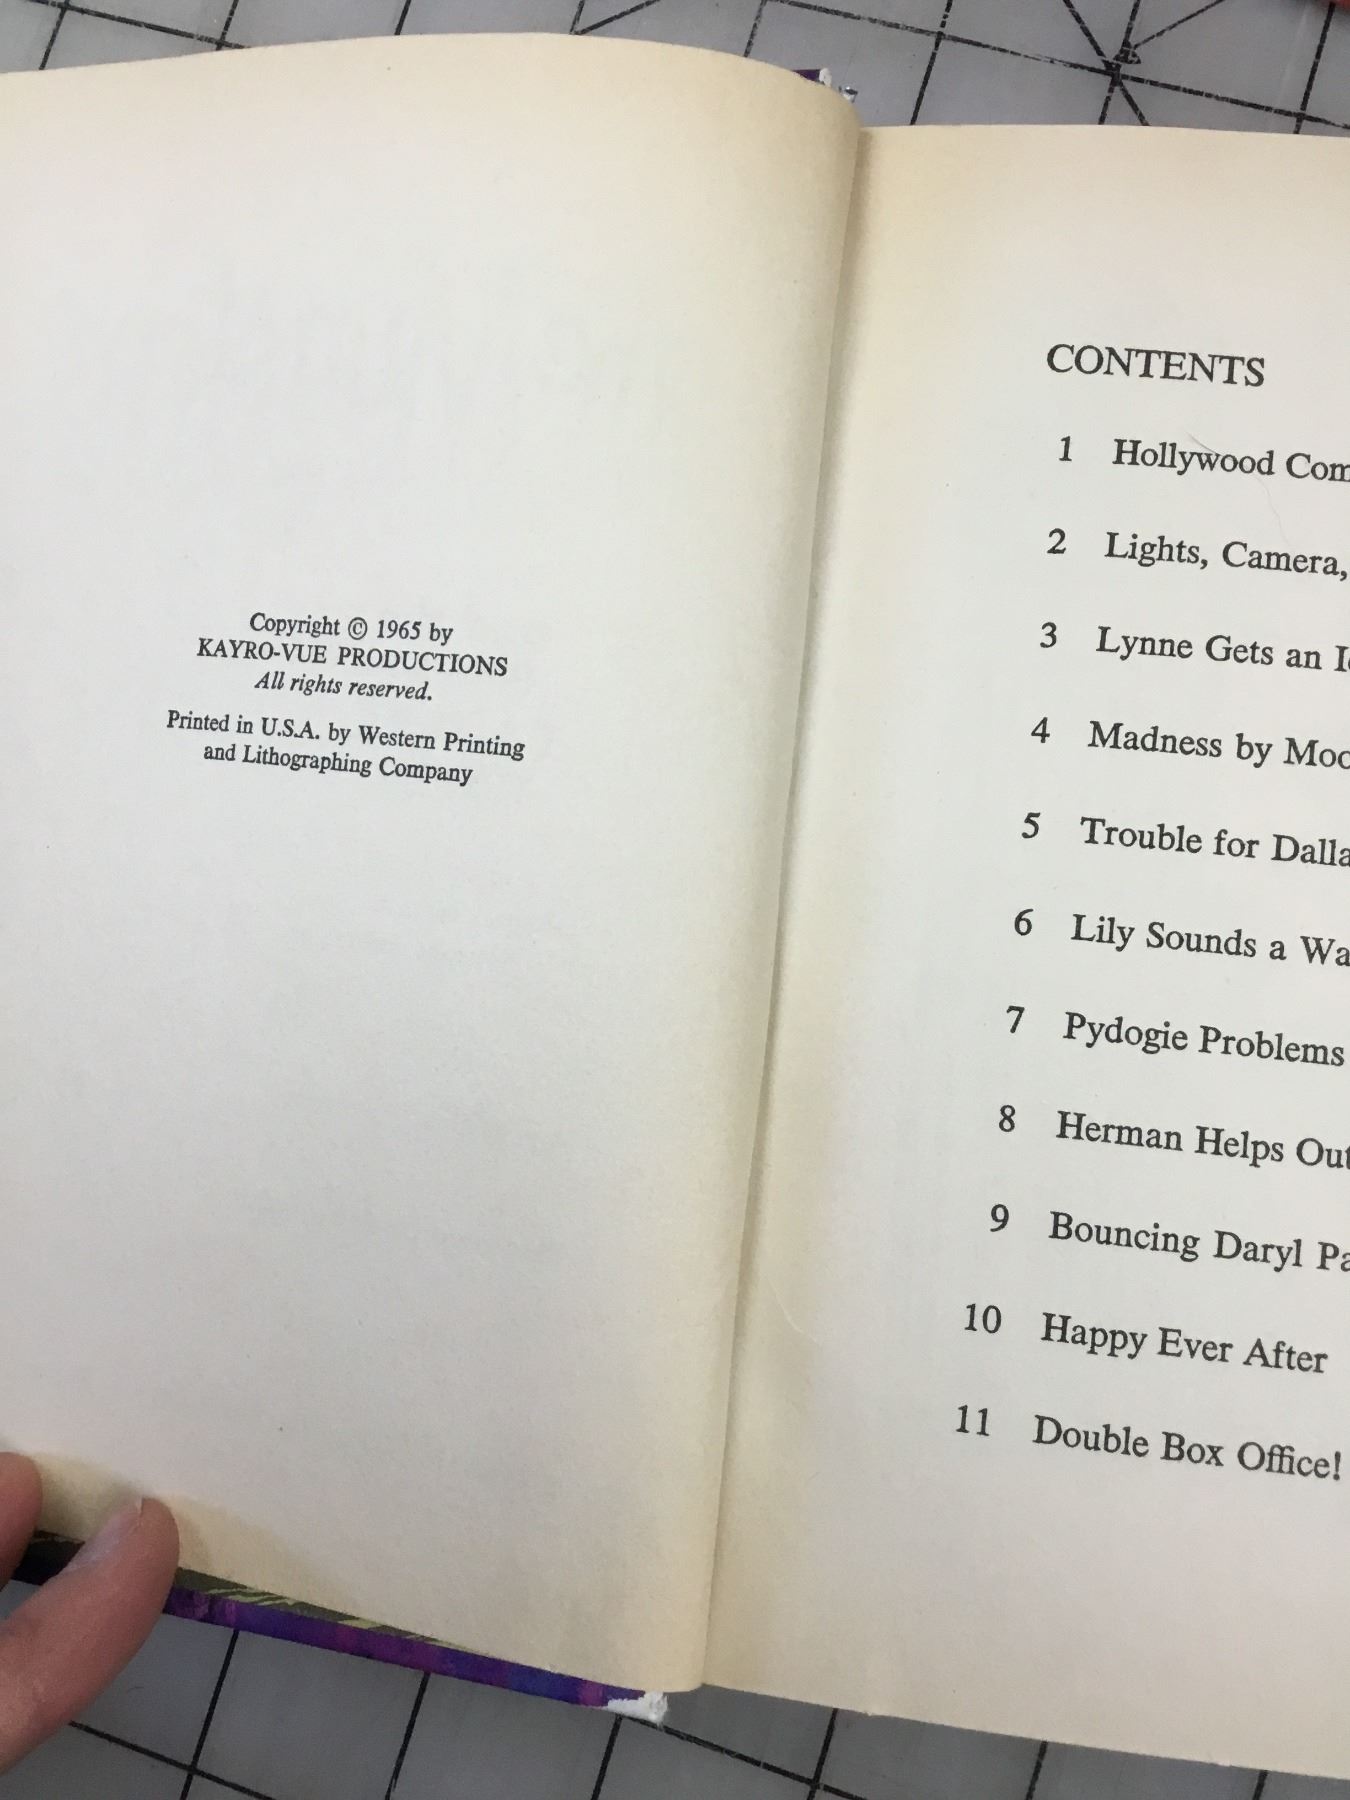 Copyright © 1965 by
KAYRO-VUE PRODUCTIONS
All rights reserved.
Printed in U.S.A. by Western Printing
and Lithographing Company
CONTENTS
1 Hollywood
2 Lights, Camera,
3 Lynne Gets an
4 Madness by
5 Trouble for
6 Lily Sounds a
7 Pydogie Problems
8 Herman Helps Out
9 Bouncing Daryl
10 Happy Ever After
11 Double Box Office!